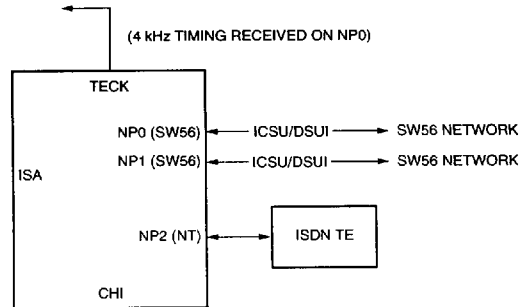 (4 kHz TIMING RECEIVED ON NP0)
TECK
NP0 (SW56) ICSU/DSUI SW56 NETWORK
NP1 (SW56) ICSU/DSUI SW56 NETWORK
ISA
NP2 (NT) ISDN TE
CHI